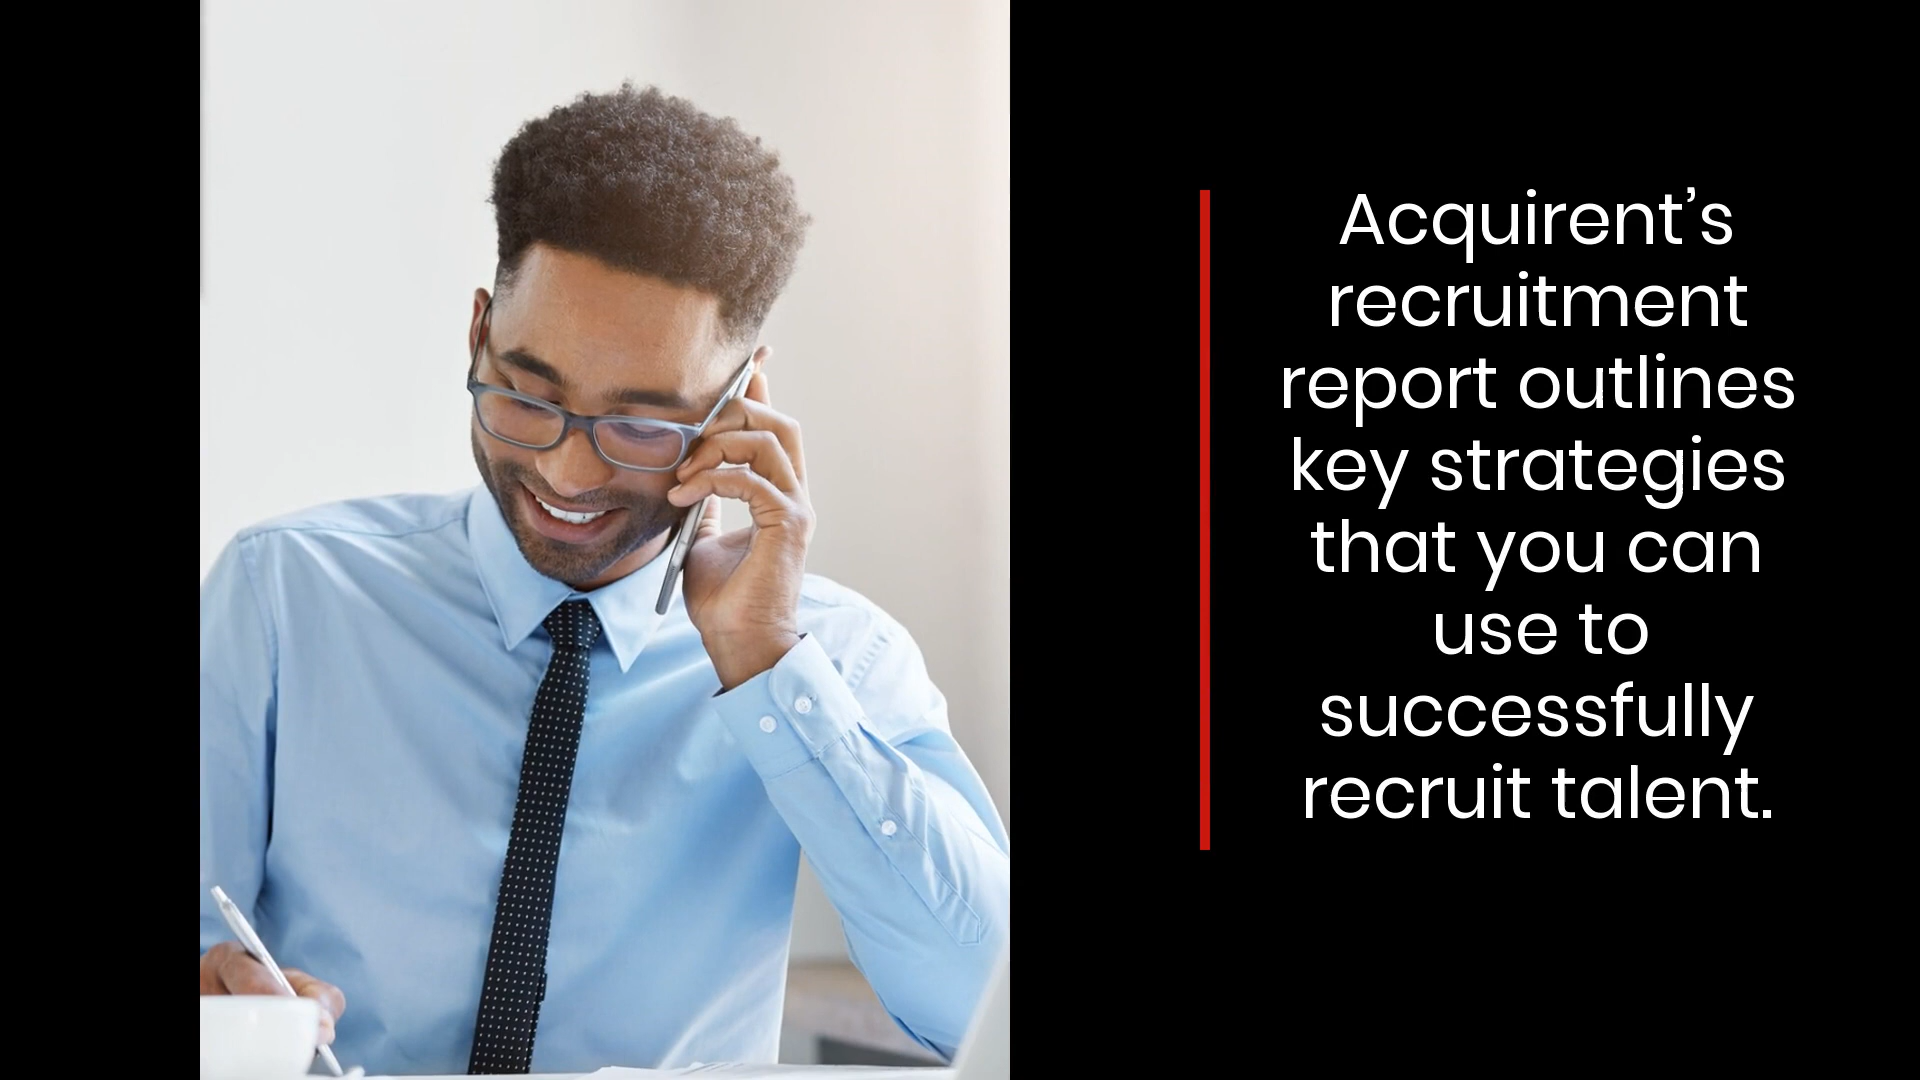 Acquirent’s
recruitment
report outlines
key strategies
that you can
use to
successfully
recruit talent.